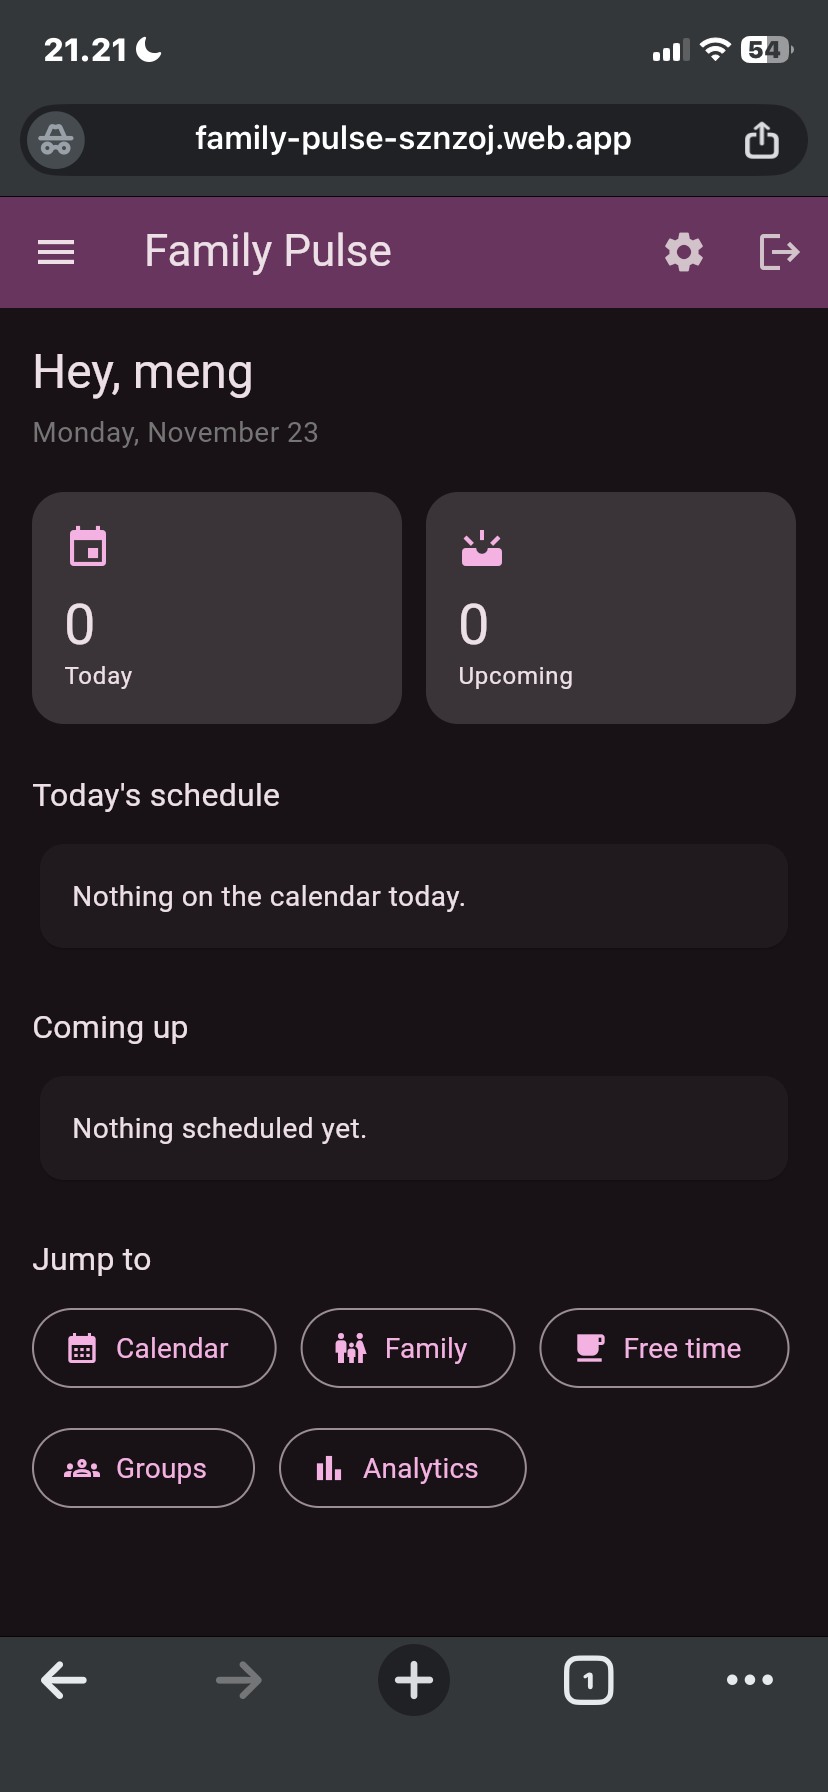 21.21
54
family-pulse-sznzoj.web.app
Family Pulse
Hey, meng
Monday, November 23
0
Today
0
Upcoming
Today's schedule
Nothing on the calendar today.
Coming up
Nothing scheduled yet.
Jump to
Calendar
Family
Free time
Groups
Analytics
1